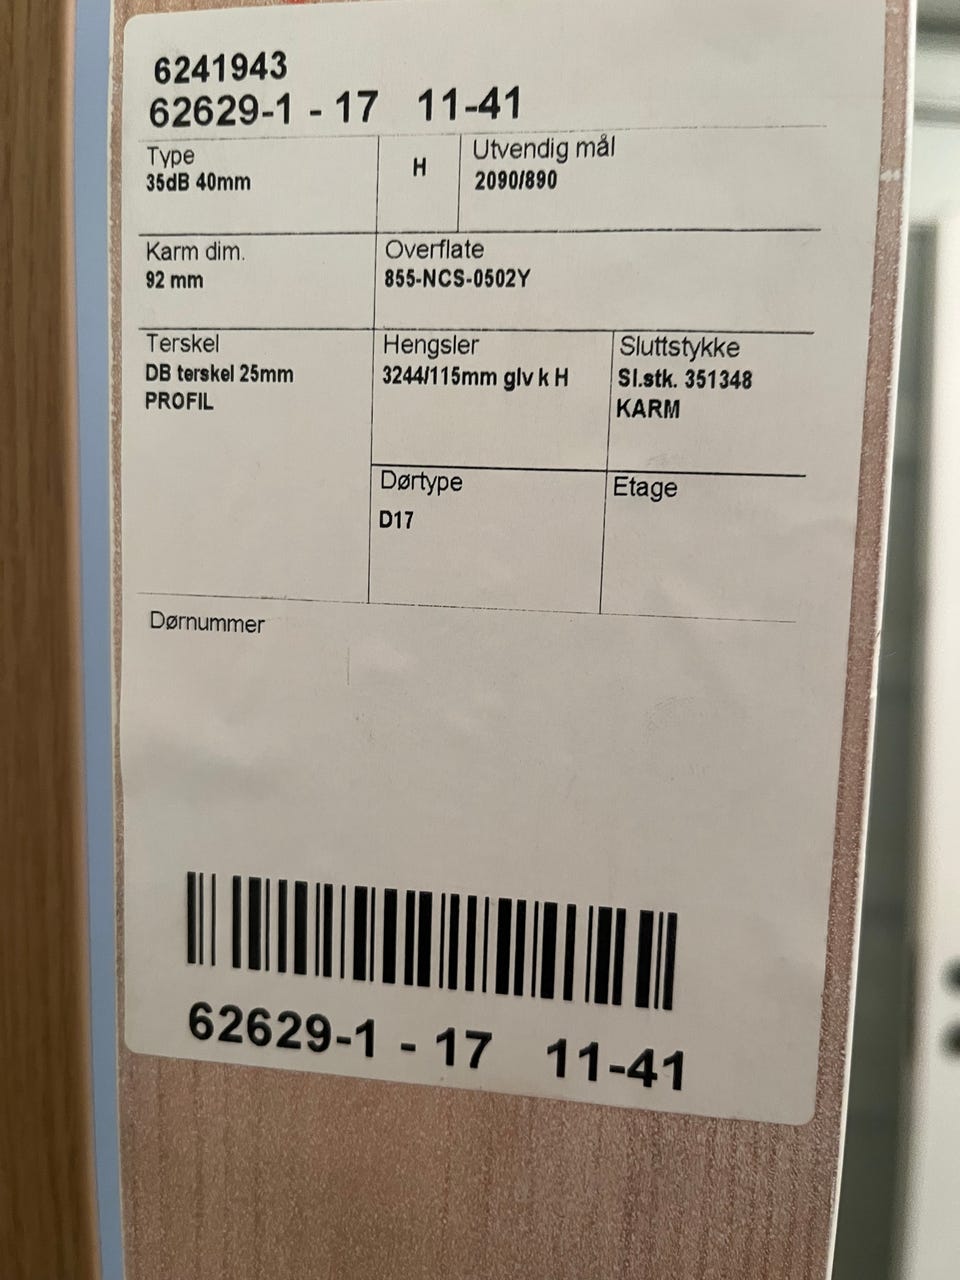 6241943
62629-1 - 17 11-41
Type
35dB 40mm
H
Utvendig mål
2090/890
Karm dim.
92 mm
Overflate
855-NCS-0502Y
Terskel
DB terskel 25mm
PROFIL
Hengsler
3244/115mm glv k H
Sluttstykke
Sl.stk. 351348
KARM
Dørtype
D17
Etage
Dørnummer
62629-1 - 17 11-41